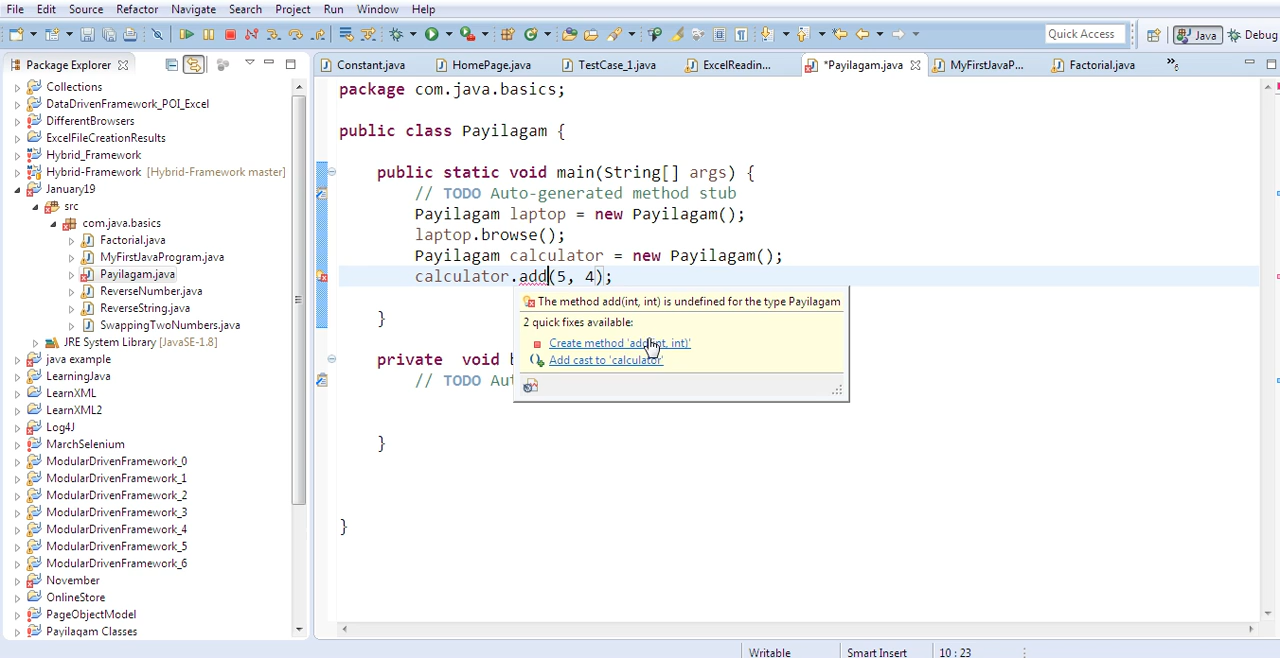 File Edit Source Refactor Navigate Search Project Run Window Help
Quick Access Java Debug
Package Explorer
Constant.java HomePage.java TestCase_1.java ExcelReadin... *Payilagam.java MyFirstJavaP... Factorial.java »6
Collections
DataDrivenFramework_POI_Excel
DifferentBrowsers
ExcelFileCreationResults
Hybrid_Framework
Hybrid-Framework [Hybrid-Framework master]
January19
src
com.java.basics
Factorial.java
MyFirstJavaProgram.java
Payilagam.java
ReverseNumber.java
ReverseString.java
SwappingTwoNumbers.java
JRE System Library [JavaSE-1.8]
java example
LearningJava
LearnXML
LearnXML2
Log4J
MarchSelenium
ModularDrivenFramework_0
ModularDrivenFramework_1
ModularDrivenFramework_2
ModularDrivenFramework_3
ModularDrivenFramework_4
ModularDrivenFramework_5
ModularDrivenFramework_6
November
OnlineStore
PageObjectModel
Payilagam Classes
package com.java.basics;
public class Payilagam {
public static void main(String[] args) {
// TODO Auto-generated method stub
Payilagam laptop = new Payilagam();
laptop.browse();
Payilagam calculator = new Payilagam();
calculator.add(5, 4);
}
The method add(int, int) is undefined for the type Payilagam
2 quick fixes available:
Create method 'add(int, int)'
Add cast to 'calculator'
private void b
// TODO Aut
}
}
Writable Smart Insert 10 : 23